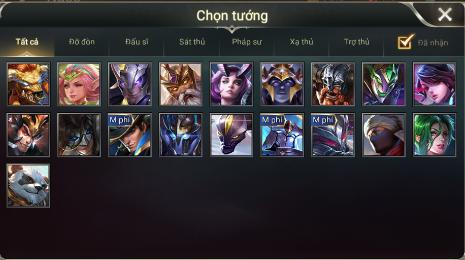 Chọn tướng
Tất cả Đỡ đòn Đấu sĩ Sát thủ Pháp sư Xạ thủ Trợ thủ Đã nhận
M phí M phí M phí